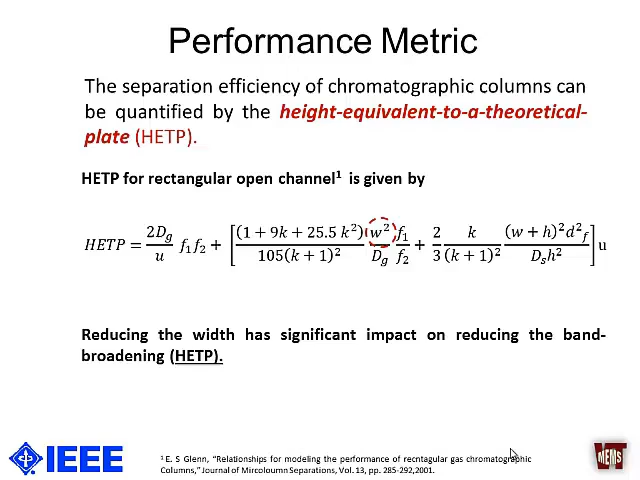 Performance Metric
The separation efficiency of chromatographic columns can
be quantified by the height-equivalent-to-a-theoretical-
plate (HETP).
HETP for rectangular open channel¹ is given by
HETP = 2D_g/u f₁f₂ + [(1 + 9k + 25.5 k²)/105(k + 1)² w²/D_g f₁/f₂ + 2/3 k/(k + 1)² (w + h)²d²_f/D_sh²] u
Reducing the width has significant impact on reducing the band-
broadening (HETP).
¹ E. S Glenn, "Relationships for modeling the performance of recntagular gas chromatographic
Columns," Journal of Mircoloumn Separations, Vol. 13, pp. 285-292,2001.
IEEE
VT
MEMS